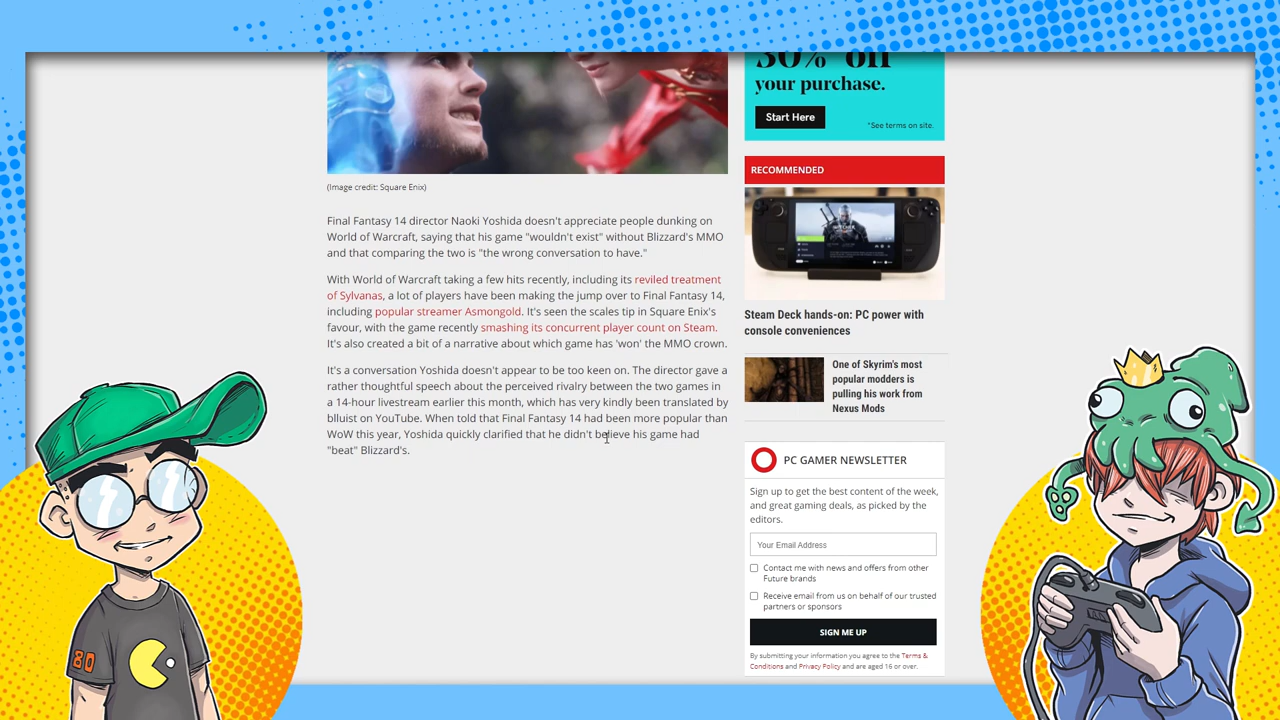 30% off
your purchase.
Start Here
*See terms on site.
(Image credit: Square Enix)
Final Fantasy 14 director Naoki Yoshida doesn't appreciate people dunking on
World of Warcraft, saying that his game "wouldn't exist" without Blizzard's MMO
and that comparing the two is "the wrong conversation to have."
With World of Warcraft taking a few hits recently, including its reviled treatment
of Sylvanas, a lot of players have been making the jump over to Final Fantasy 14,
including popular streamer Asmongold. It's seen the scales tip in Square Enix's
favour, with the game recently smashing its concurrent player count on Steam.
It's also created a bit of a narrative about which game has 'won' the MMO crown.
It's a conversation Yoshida doesn't appear to be too keen on. The director gave a
rather thoughtful speech about the perceived rivalry between the two games in
a 14-hour livestream earlier this month, which has very kindly been translated by
blluist on YouTube. When told that Final Fantasy 14 had been more popular than
WoW this year, Yoshida quickly clarified that he didn't believe his game had
"beat" Blizzard's.
RECOMMENDED
Steam Deck hands-on: PC power with
console conveniences
One of Skyrim's most
popular modders is
pulling his work from
Nexus Mods
PC GAMER NEWSLETTER
Sign up to get the best content of the week,
and great gaming deals, as picked by the
editors.
Your Email Address
Contact me with news and offers from other
Future brands
Receive email from us on behalf of our trusted
partners or sponsors
SIGN ME UP
By submitting your information you agree to the Terms &
Conditions and Privacy Policy and are aged 16 or over.
80